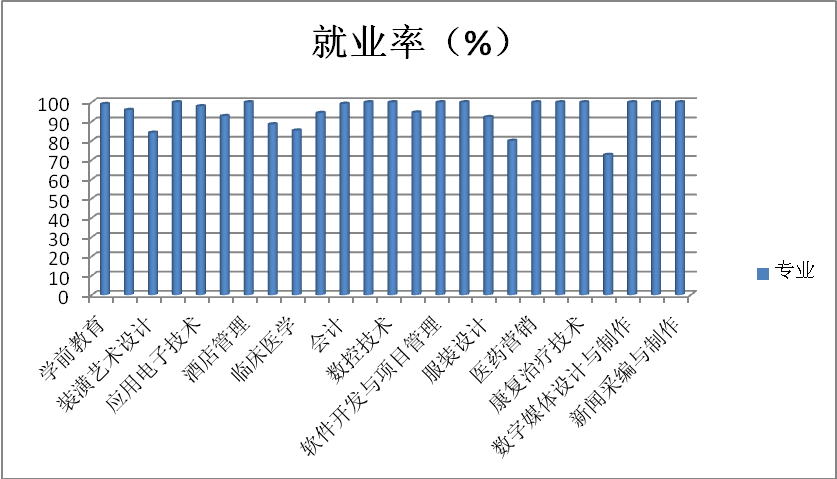 就业率（%）
100
90
80
70
60
50
40
30
20
10
0
学前教育
装潢艺术设计
应用电子技术
酒店管理
临床医学
会计
数控技术
软件开发与项目管理
服装设计
医药营销
康复治疗技术
数字媒体设计与制作
新闻采编与制作
专业